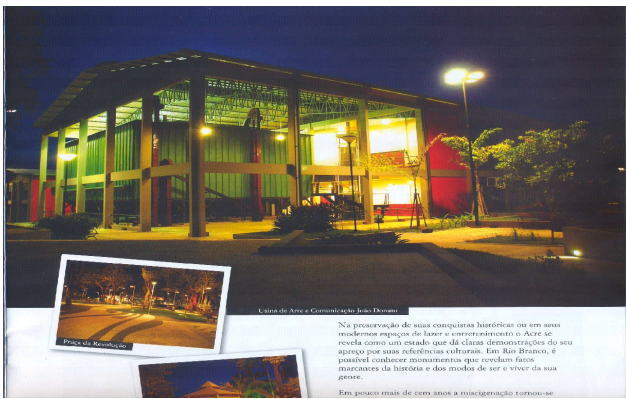 Usina de Arte e Comunicação João Donato
Praça da Revolução
Na preservação de suas conquistas históricas ou em seus
modernos espaços de lazer e entretenimento o Acre se
revela como um estado que dá claras demonstrações do seu
apreço por suas referências culturais. Em Rio Branco, é
possível conhecer monumentos que revelam fatos
marcantes da história e dos modos de ser e viver da sua
gente.
Em pouco mais de cem anos a miscigenação tornou-se